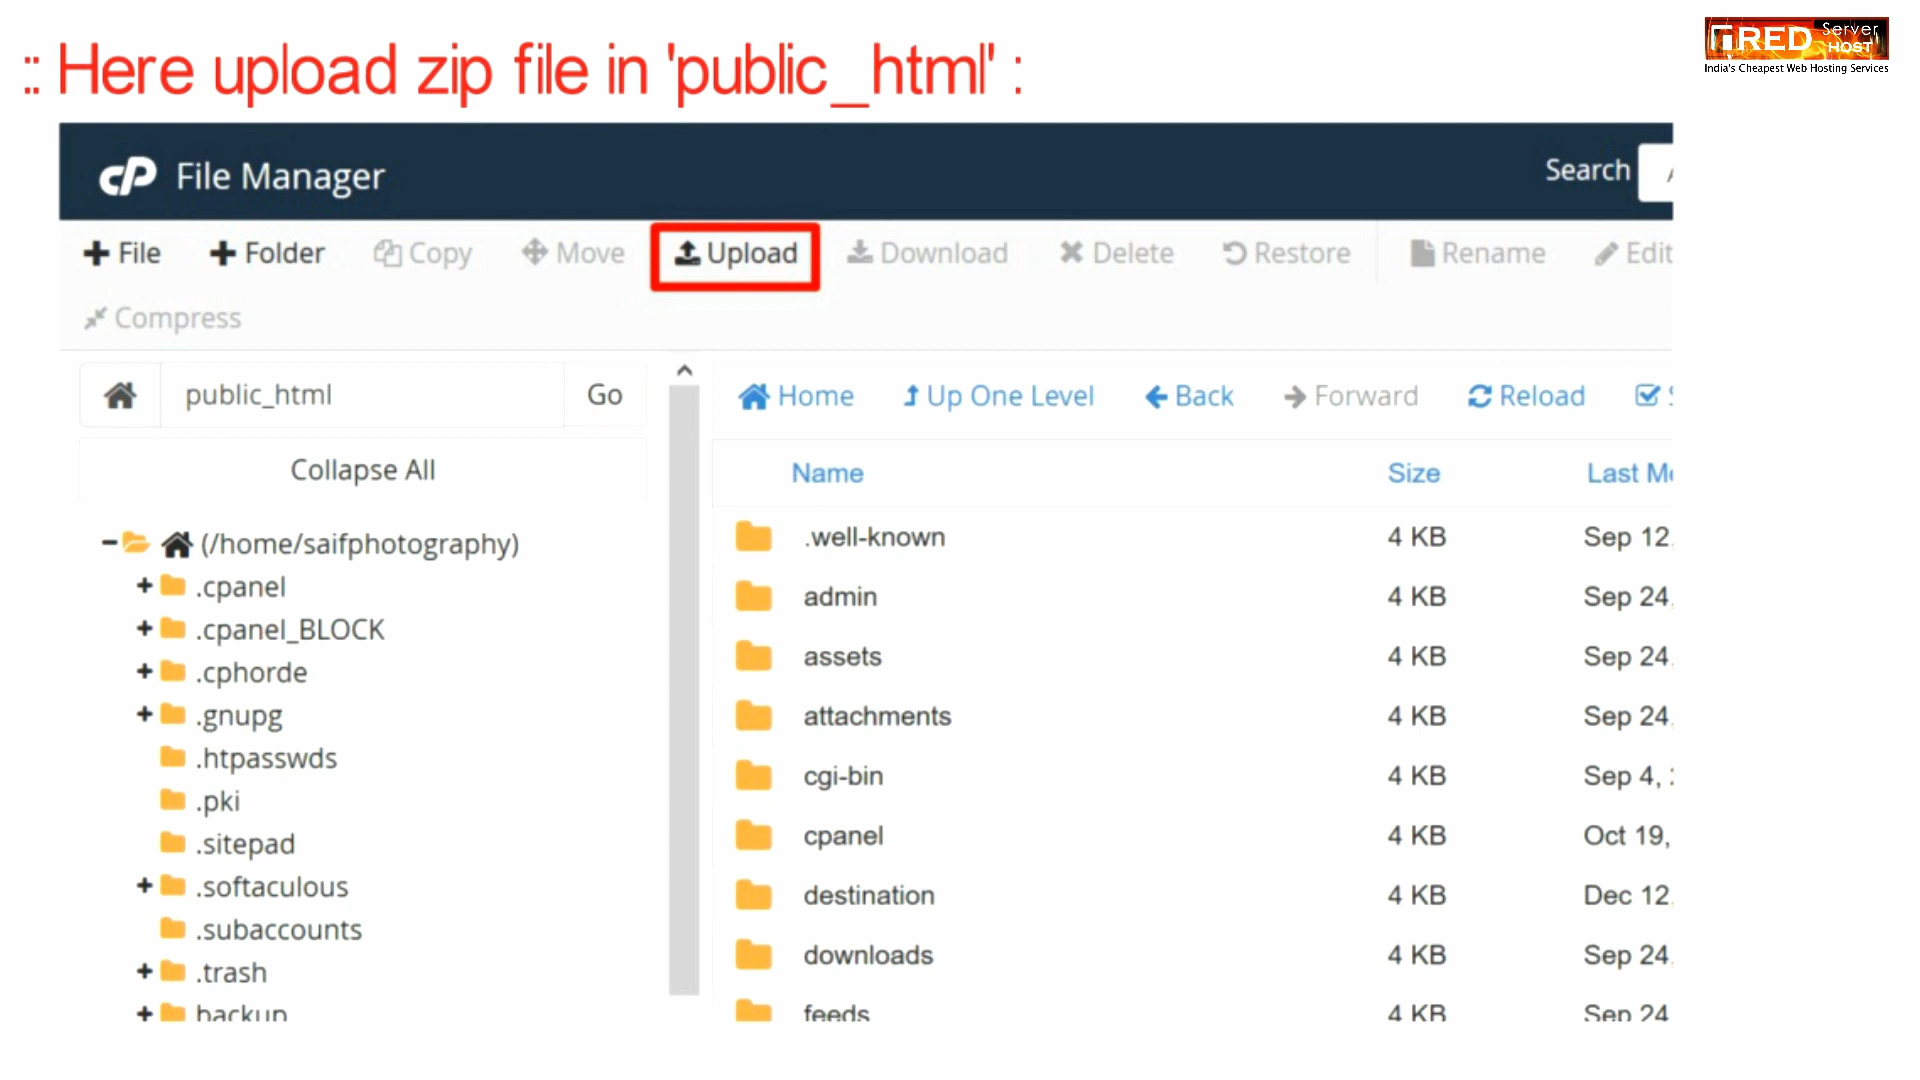 :: Here upload zip file in 'public_html' :
RED Server HOST
India's Cheapest Web Hosting Services
cP File Manager
Search
File Folder Copy Move Upload Download Delete Restore Rename Edit
Compress
public_html Go
Home Up One Level Back Forward Reload
Collapse All
Name Size Last Mo
(/home/saifphotography)
.cpanel
.cpanel_BLOCK
.cphorde
.gnupg
.htpasswds
.pki
.sitepad
.softaculous
.subaccounts
.trash
backup
.well-known 4 KB Sep 12,
admin 4 KB Sep 24,
assets 4 KB Sep 24,
attachments 4 KB Sep 24,
cgi-bin 4 KB Sep 4,
cpanel 4 KB Oct 19,
destination 4 KB Dec 12,
downloads 4 KB Sep 24,
feeds 4 KB Sep 24